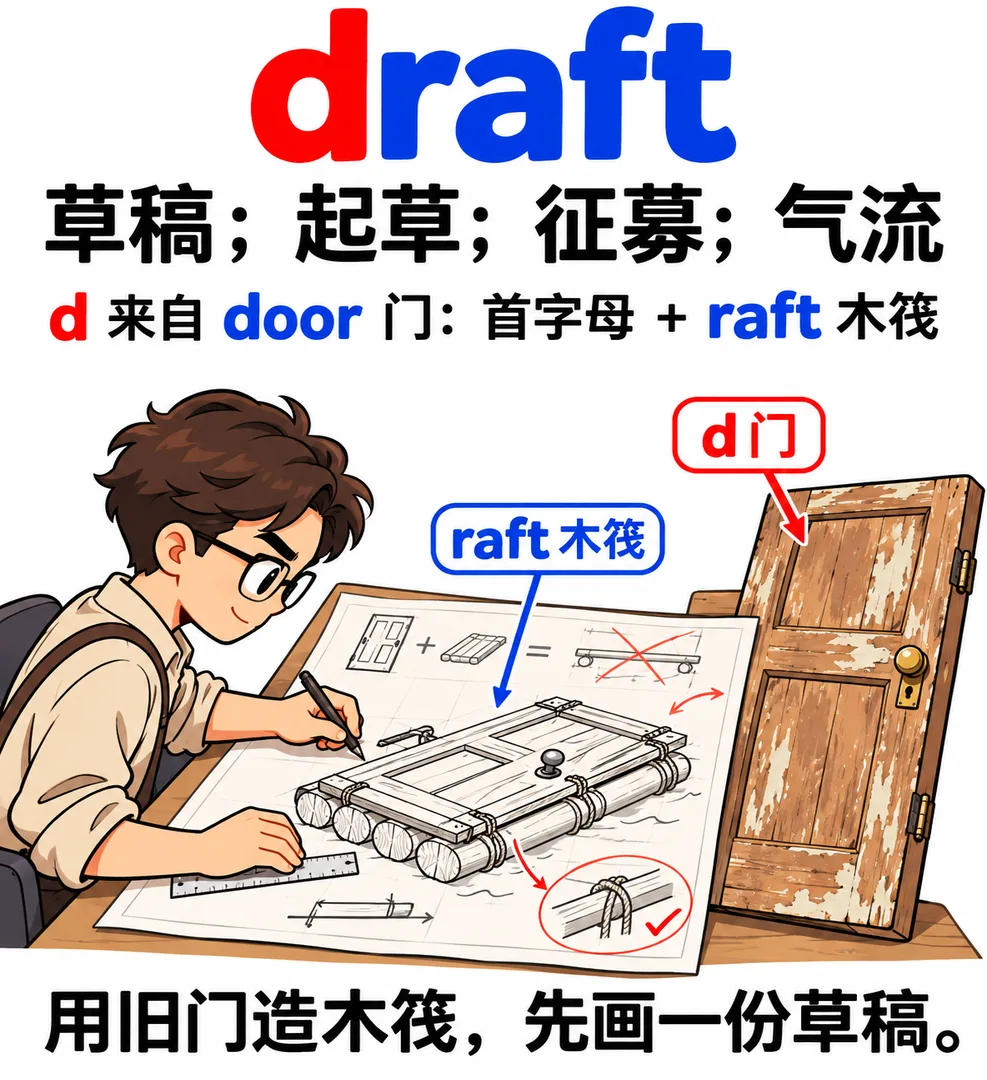 draft
草稿；起草；征募；气流
d 来自 door 门：首字母 + raft 木筏
d 门
raft 木筏
+ =
用旧门造木筏，先画一份草稿。